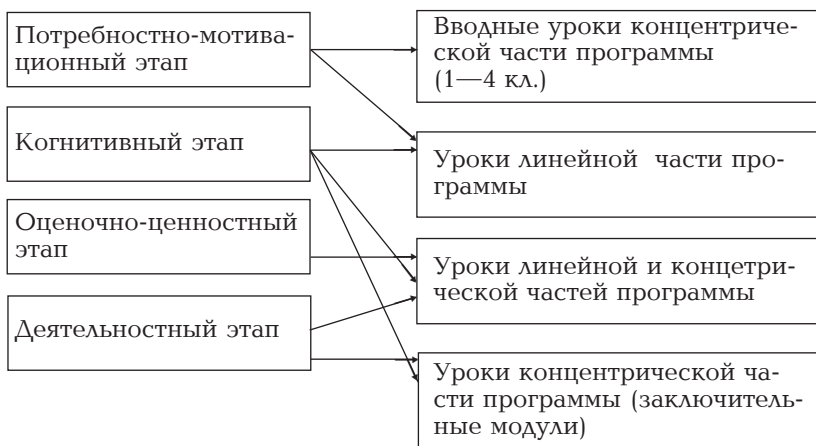 Потребностно-мотива-
ционный этап
Когнитивный этап
Оценочно-ценностный
этап
Деятельностный этап
Вводные уроки концентриче-
ской части программы
(1—4 кл.)
Уроки линейной части про-
граммы
Уроки линейной и концетри-
ческой частей программы
Уроки концентрической ча-
сти программы (заключитель-
ные модули)